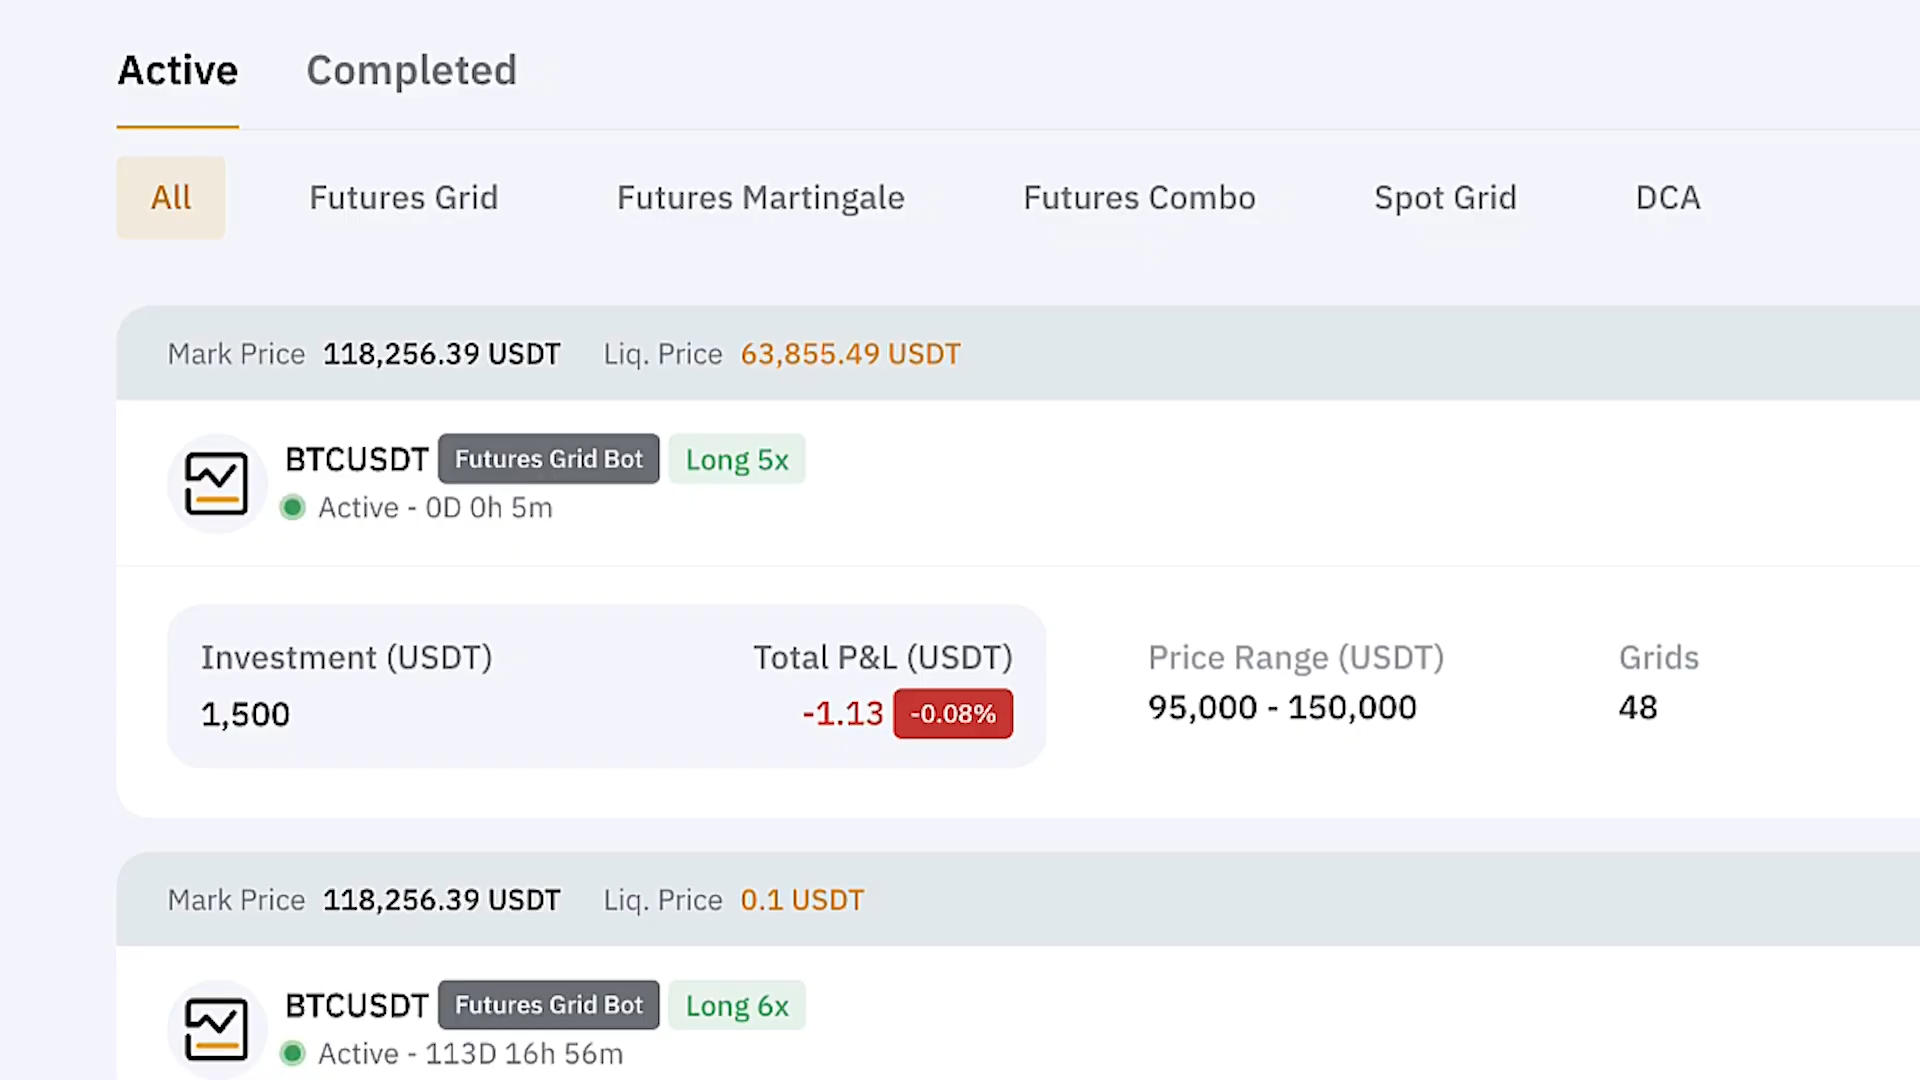 Active Completed
All Futures Grid Futures Martingale Futures Combo Spot Grid DCA
Mark Price 118,256.39 USDT Liq. Price 63,855.49 USDT
BTCUSDT Futures Grid Bot Long 5x
Active - 0D 0h 5m
Investment (USDT) Total P&L (USDT) Price Range (USDT) Grids
1,500 -1.13 -0.08% 95,000 - 150,000 48
Mark Price 118,256.39 USDT Liq. Price 0.1 USDT
BTCUSDT Futures Grid Bot Long 6x
Active - 113D 16h 56m